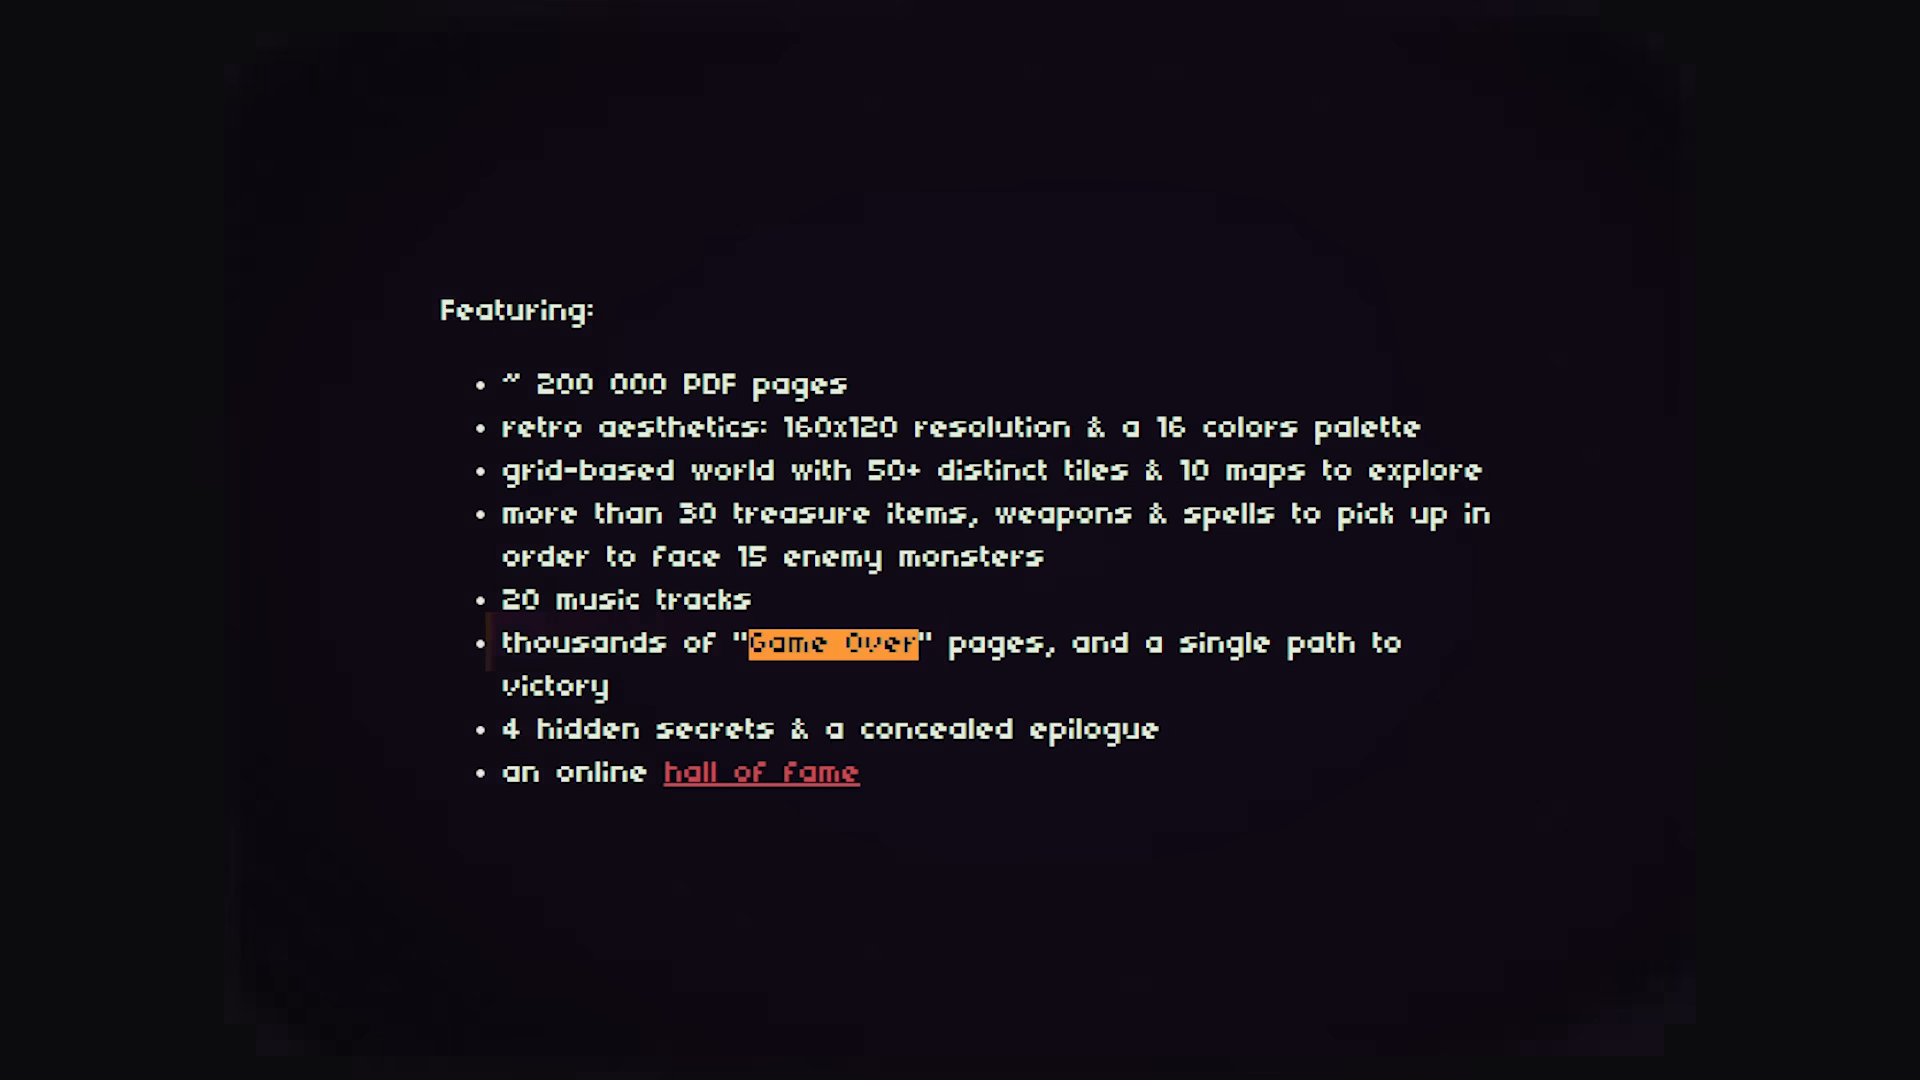 Featuring:
• ~ 200 000 PDF pages
• retro aesthetics: 160x120 resolution & a 16 colors palette
• grid-based world with 50+ distinct tiles & 10 maps to explore
• more than 30 treasure items, weapons & spells to pick up in
order to face 15 enemy monsters
• 20 music tracks
• thousands of "Game Over" pages, and a single path to
victory
• 4 hidden secrets & a concealed epilogue
• an online hall of fame